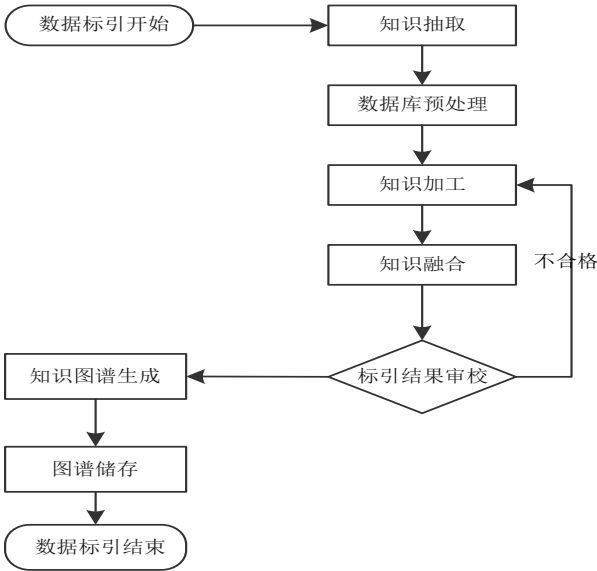 数据标引开始
知识抽取
数据库预处理
知识加工
知识融合
不合格
标引结果审校
知识图谱生成
图谱储存
数据标引结束